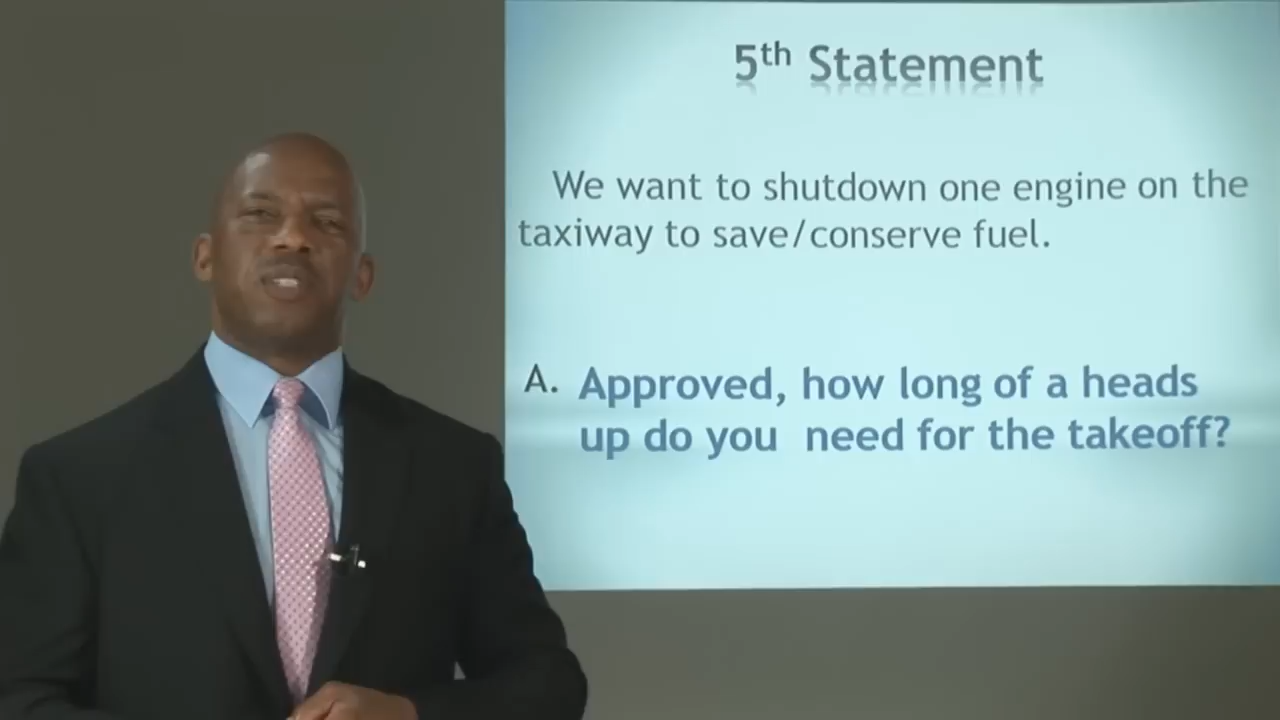 5th Statement
We want to shutdown one engine on the
taxiway to save/conserve fuel.
A. Approved, how long of a heads
up do you need for the takeoff?